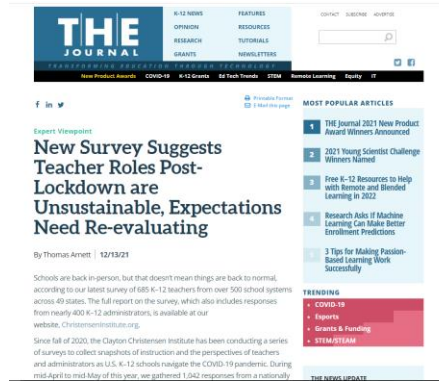 THE
JOURNAL
TRANSFORMING EDUCATION THROUGH TECHNOLOGY
K-12 NEWS
OPINION
RESEARCH
GRANTS
FEATURES
RESOURCES
TUTORIALS
NEWSLETTERS
CONTACT SUBSCRIBE ADVERTISE
New Product Awards COVID-19 K-12 Grants Ed Tech Trends STEM Remote Learning Equity IT
Printable Format
E-Mail this page
Expert Viewpoint
New Survey Suggests
Teacher Roles Post-
Lockdown are
Unsustainable, Expectations
Need Re-evaluating
By Thomas Arnett | 12/13/21
Schools are back in-person, but that doesn't mean things are back to normal,
according to our latest survey of 685 K–12 teachers from over 500 school systems
across 49 states. The full report on the survey, which also includes responses
from nearly 400 K–12 administrators, is available at our
website, ChristensenInstitute.org.
Since fall of 2020, the Clayton Christensen Institute has been conducting a series
of surveys to collect snapshots of instruction and the perspectives of teachers
and administrators as U.S. K–12 schools navigate the COVID-19 pandemic. During
mid-April to mid-May of this year, we gathered 1,042 responses from a nationally
MOST POPULAR ARTICLES
1 THE Journal 2021 New Product
Award Winners Announced
2 2021 Young Scientist Challenge
Winners Named
3 Free K–12 Resources to Help
with Remote and Blended
Learning in 2022
4 Research Asks if Machine
Learning Can Make Better
Enrollment Predictions
5 3 Tips for Making Passion-
Based Learning Work
Successfully
TRENDING
COVID-19
Esports
Grants & Funding
STEM/STEAM
THE NEWS UPDATE